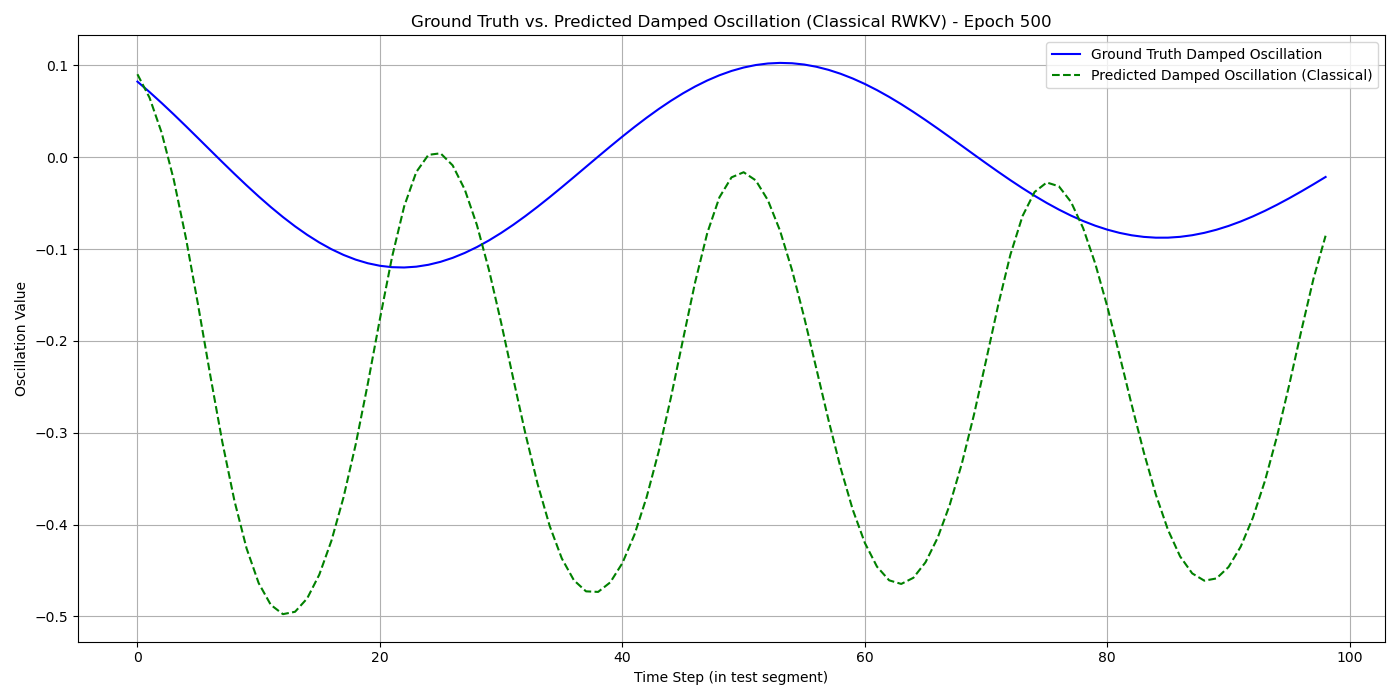 Ground Truth vs. Predicted Damped Oscillation (Classical RWKV) - Epoch 500
Ground Truth Damped Oscillation
Predicted Damped Oscillation (Classical)
Oscillation Value
0.1
0.0
−0.1
−0.2
−0.3
−0.4
−0.5
0 20 40 60 80 100
Time Step (in test segment)